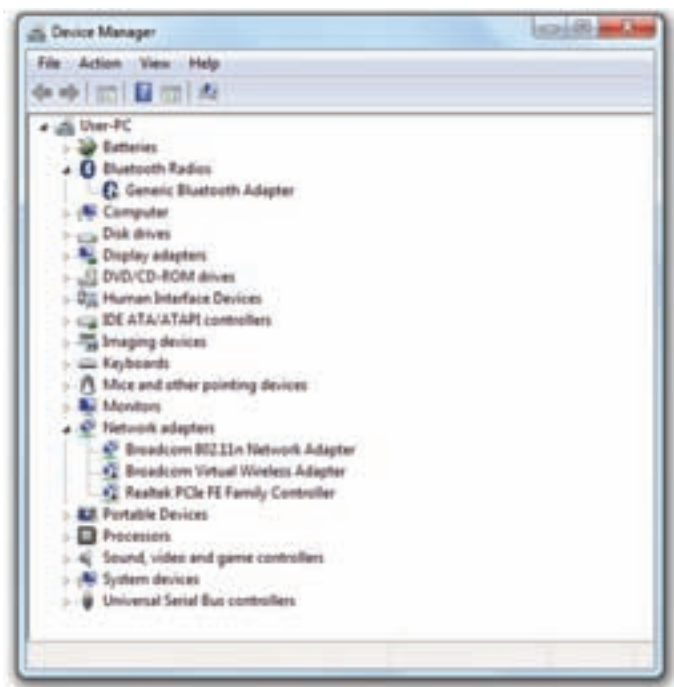 Device Manager
File Action View Help
User-PC
Batteries
Bluetooth Radios
Generic Bluetooth Adapter
Computer
Disk drives
Display adapters
DVD/CD-ROM drives
Human Interface Devices
IDE ATA/ATAPI controllers
Imaging devices
Keyboards
Mice and other pointing devices
Monitors
Network adapters
Broadcom 802.11n Network Adapter
Broadcom Virtual Wireless Adapter
Realtek PCIe FE Family Controller
Portable Devices
Processors
Sound, video and game controllers
System devices
Universal Serial Bus controllers